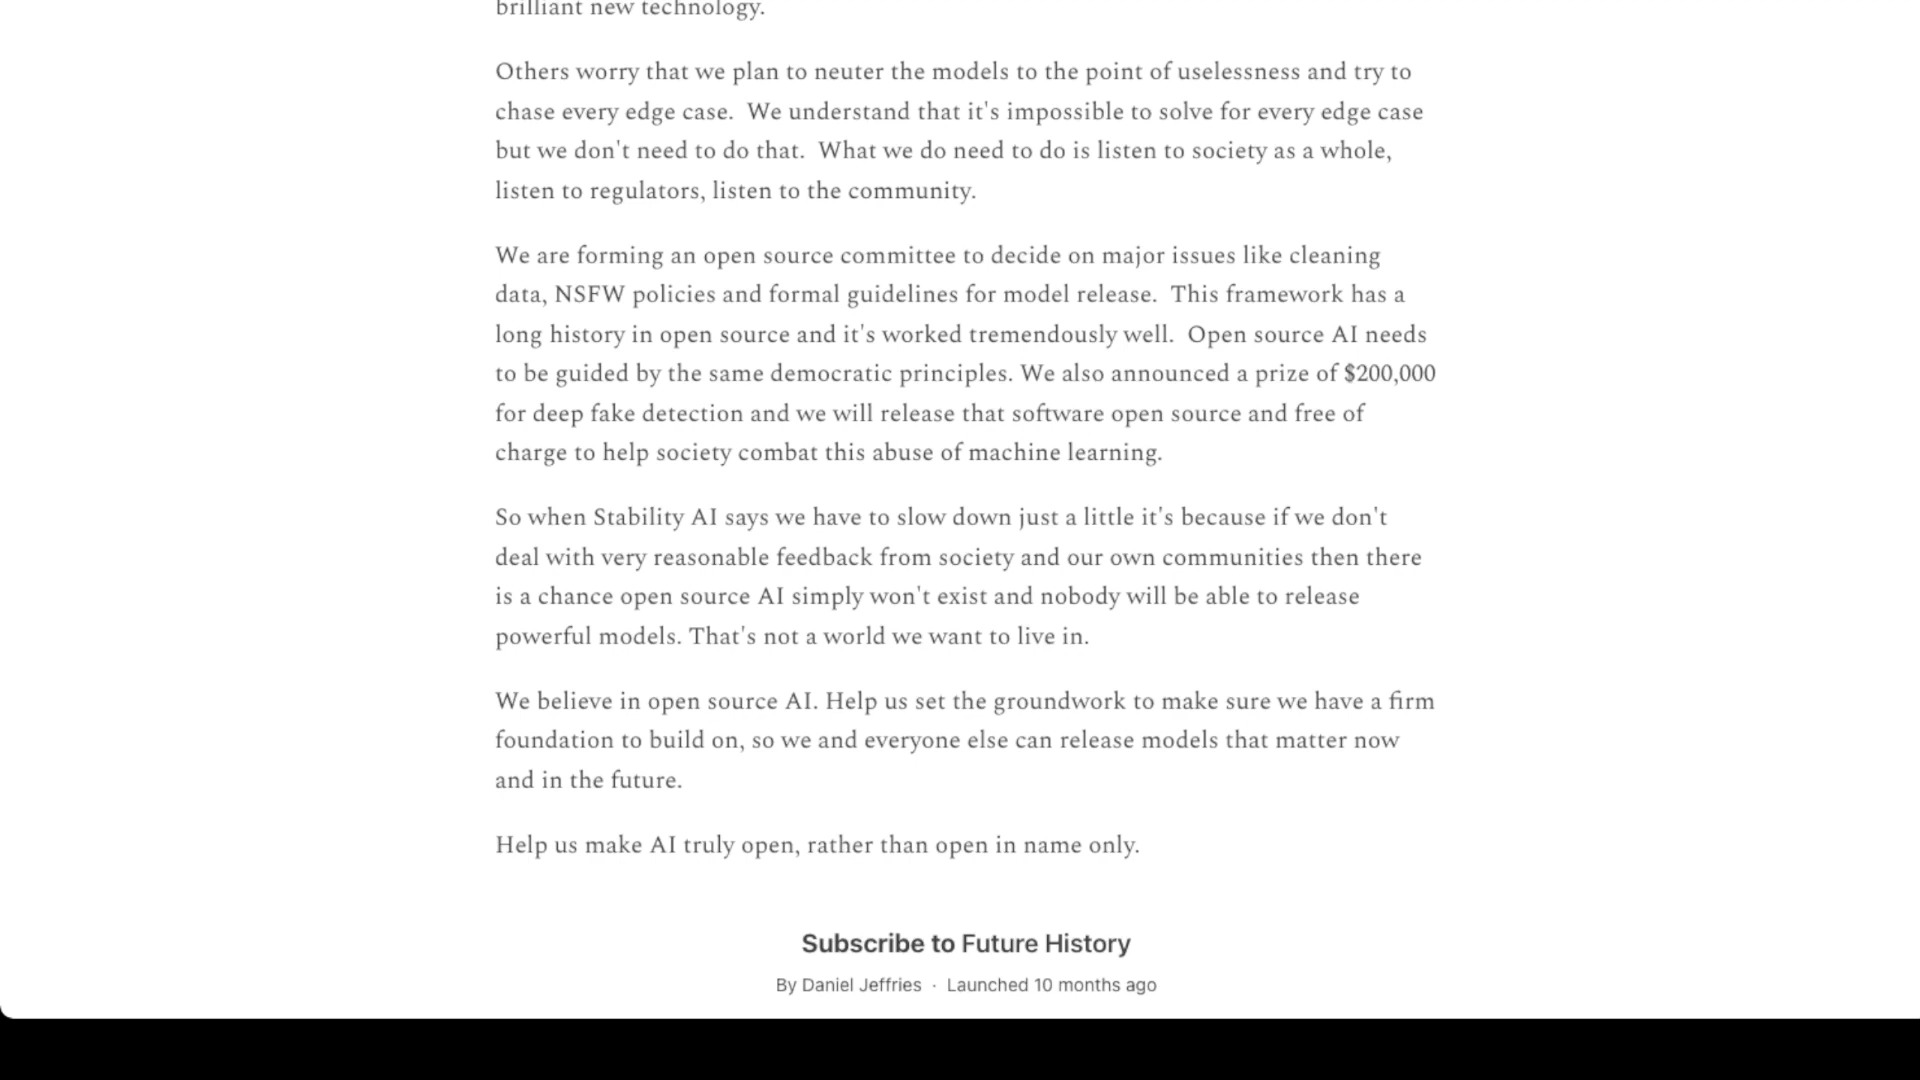 brilliant new technology.
Others worry that we plan to neuter the models to the point of uselessness and try to
chase every edge case.  We understand that it's impossible to solve for every edge case
but we don't need to do that.  What we do need to do is listen to society as a whole,
listen to regulators, listen to the community.
We are forming an open source committee to decide on major issues like cleaning
data, NSFW policies and formal guidelines for model release.  This framework has a
long history in open source and it's worked tremendously well.  Open source AI needs
to be guided by the same democratic principles. We also announced a prize of $200,000
for deep fake detection and we will release that software open source and free of
charge to help society combat this abuse of machine learning.
So when Stability AI says we have to slow down just a little it's because if we don't
deal with very reasonable feedback from society and our own communities then there
is a chance open source AI simply won't exist and nobody will be able to release
powerful models. That's not a world we want to live in.
We believe in open source AI. Help us set the groundwork to make sure we have a firm
foundation to build on, so we and everyone else can release models that matter now
and in the future.
Help us make AI truly open, rather than open in name only.
Subscribe to Future History
By Daniel Jeffries · Launched 10 months ago